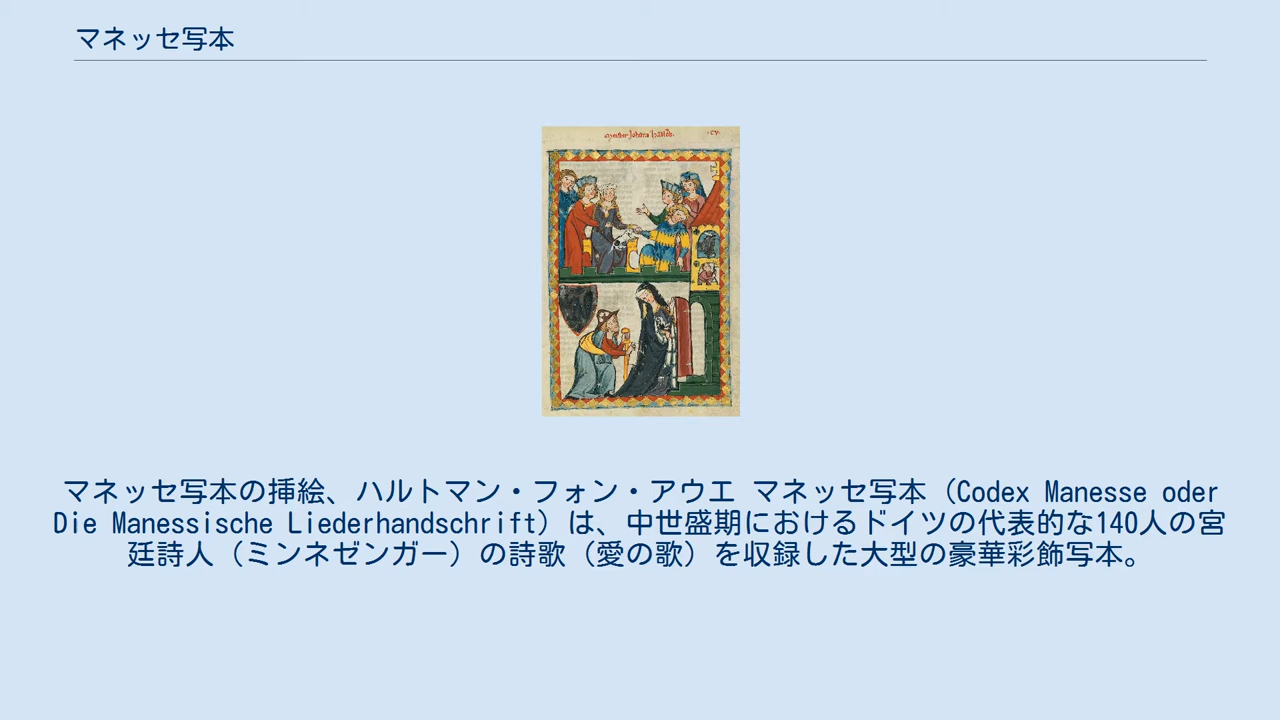 マネッセ写本
マネッセ写本の挿絵、ハルトマン・フォン・アウエ マネッセ写本（Codex Manesse oder
Die Manessische Liederhandschrift）は、中世盛期におけるドイツの代表的な140人の宮
廷詩人（ミンネゼンガー）の詩歌（愛の歌）を収録した大型の豪華彩飾写本。